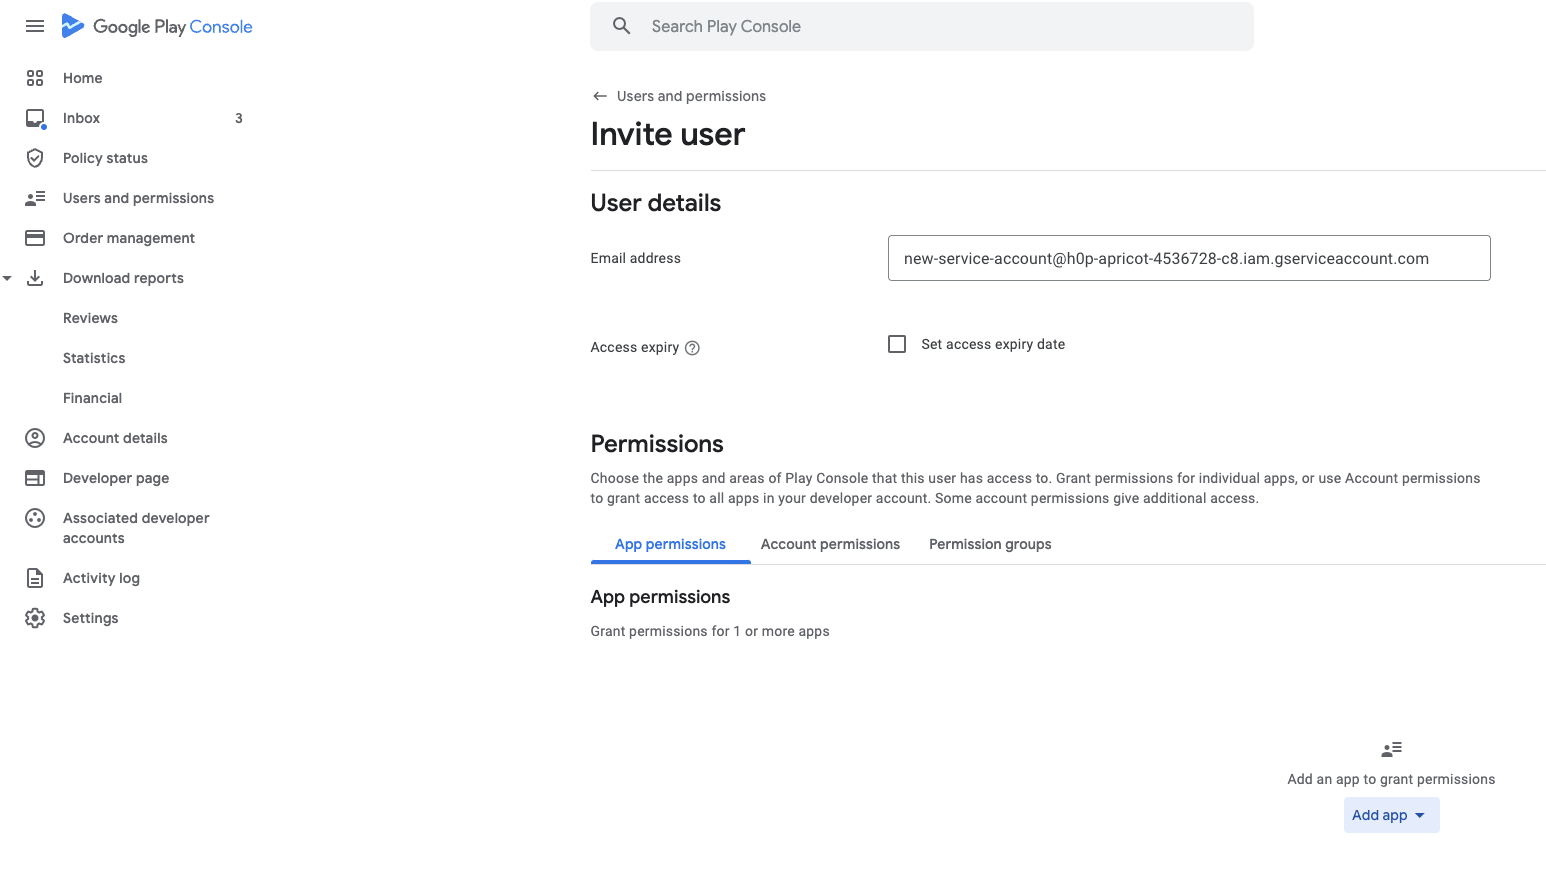 Google Play Console
Search Play Console
Home
Inbox 3
Policy status
Users and permissions
Order management
Download reports
Reviews
Statistics
Financial
Account details
Developer page
Associated developer
accounts
Activity log
Settings
Users and permissions
Invite user
User details
Email address
new-service-account@h0p-apricot-4536728-c8.iam.gserviceaccount.com
Access expiry
Set access expiry date
Permissions
Choose the apps and areas of Play Console that this user has access to. Grant permissions for individual apps, or use Account permissions
to grant access to all apps in your developer account. Some account permissions give additional access.
App permissions Account permissions Permission groups
App permissions
Grant permissions for 1 or more apps
Add an app to grant permissions
Add app